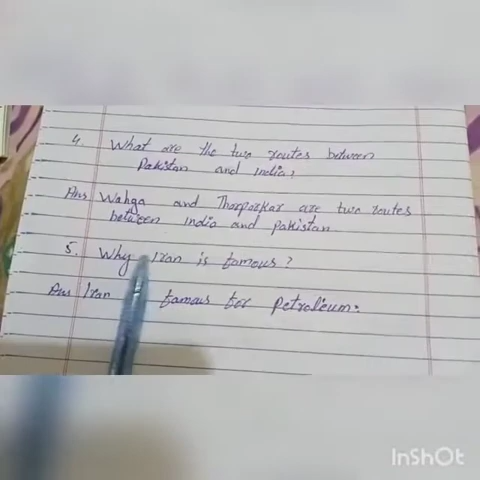 4 What are the two routes between
Pakistan and India?
Ans Wahga and Tharparkar are two routes
between India and Pakistan
5. Why Iran is famous?
Ans Iran famous for petroleum.
InShOt